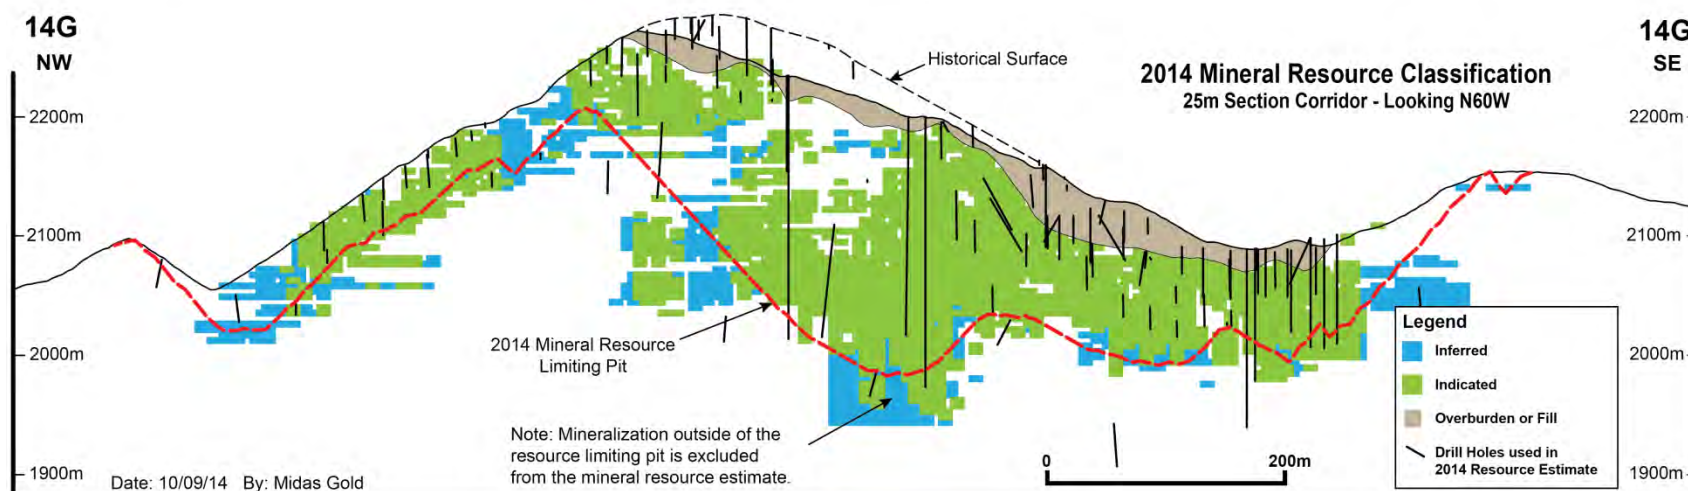 14G
NW
14G
SE
2014 Mineral Resource Classification
25m Section Corridor - Looking N60W
Historical Surface
2200m
2200m
2100m
2100m
2000m
2000m
1900m
1900m
2014 Mineral Resource
Limiting Pit
Note: Mineralization outside of the
resource limiting pit is excluded
from the mineral resource estimate.
Legend
Inferred
Indicated
Overburden or Fill
Drill Holes used in
2014 Resource Estimate
0
200m
Date: 10/09/14 By: Midas Gold